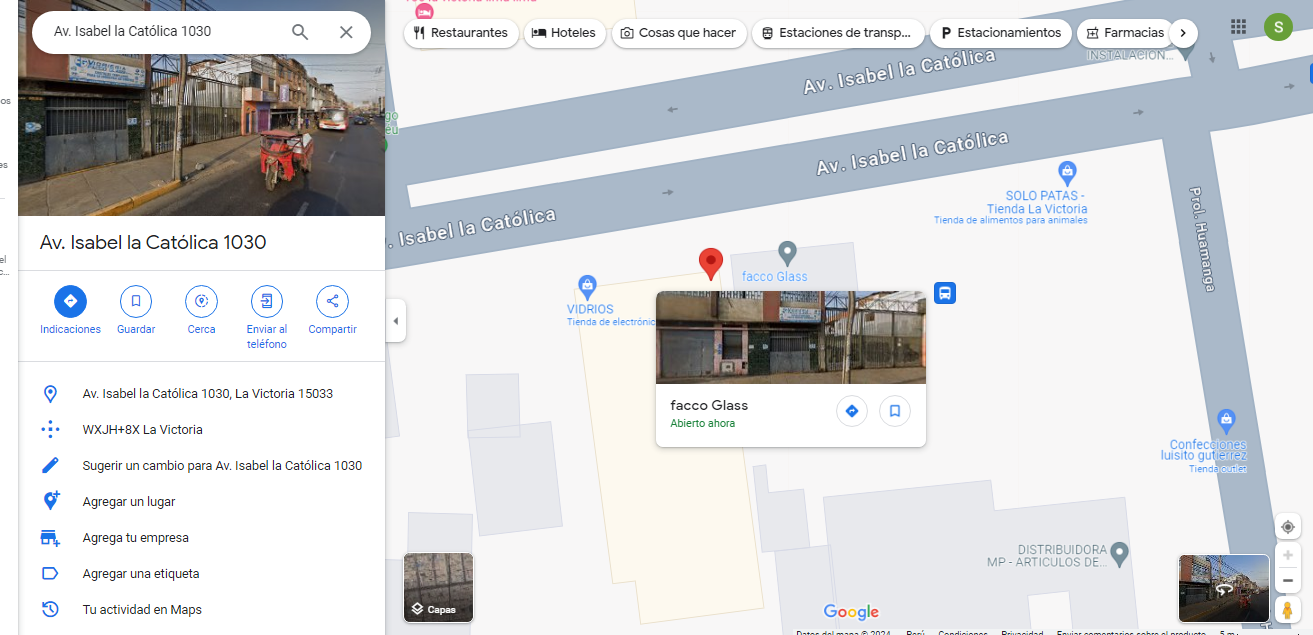 Av. Isabel la Católica 1030
Av. Isabel la Católica 1030
Indicaciones
Guardar
Cerca
Enviar al
teléfono
Compartir
Av. Isabel la Católica 1030, La Victoria 15033
WXJH+8X La Victoria
Sugerir un cambio para Av. Isabel la Católica 1030
Agregar un lugar
Agrega tu empresa
Agregar una etiqueta
Tu actividad en Maps
Restaurantes
Hoteles
Cosas que hacer
Estaciones de transp...
Estacionamientos
Farmacias
S
INSTALACION...
Av. Isabel la Católica
Av. Isabel la Católica
. Isabel la Católica
SOLO PATAS -
Tienda La Victoria
Tienda de alimentos para animales
Prol. Huamanga
facco Glass
VIDRIOS
Tienda de electrónic
facco Glass
Abierto ahora
Confecciones
luisito gutierrez
Tienda outlet
DISTRIBUIDORA
MP - ARTICULOS DE...
Capas
Google
Datos del mapa © 2024
Perú
Condiciones
Privacidad
Enviar comentarios sobre el producto
5 m